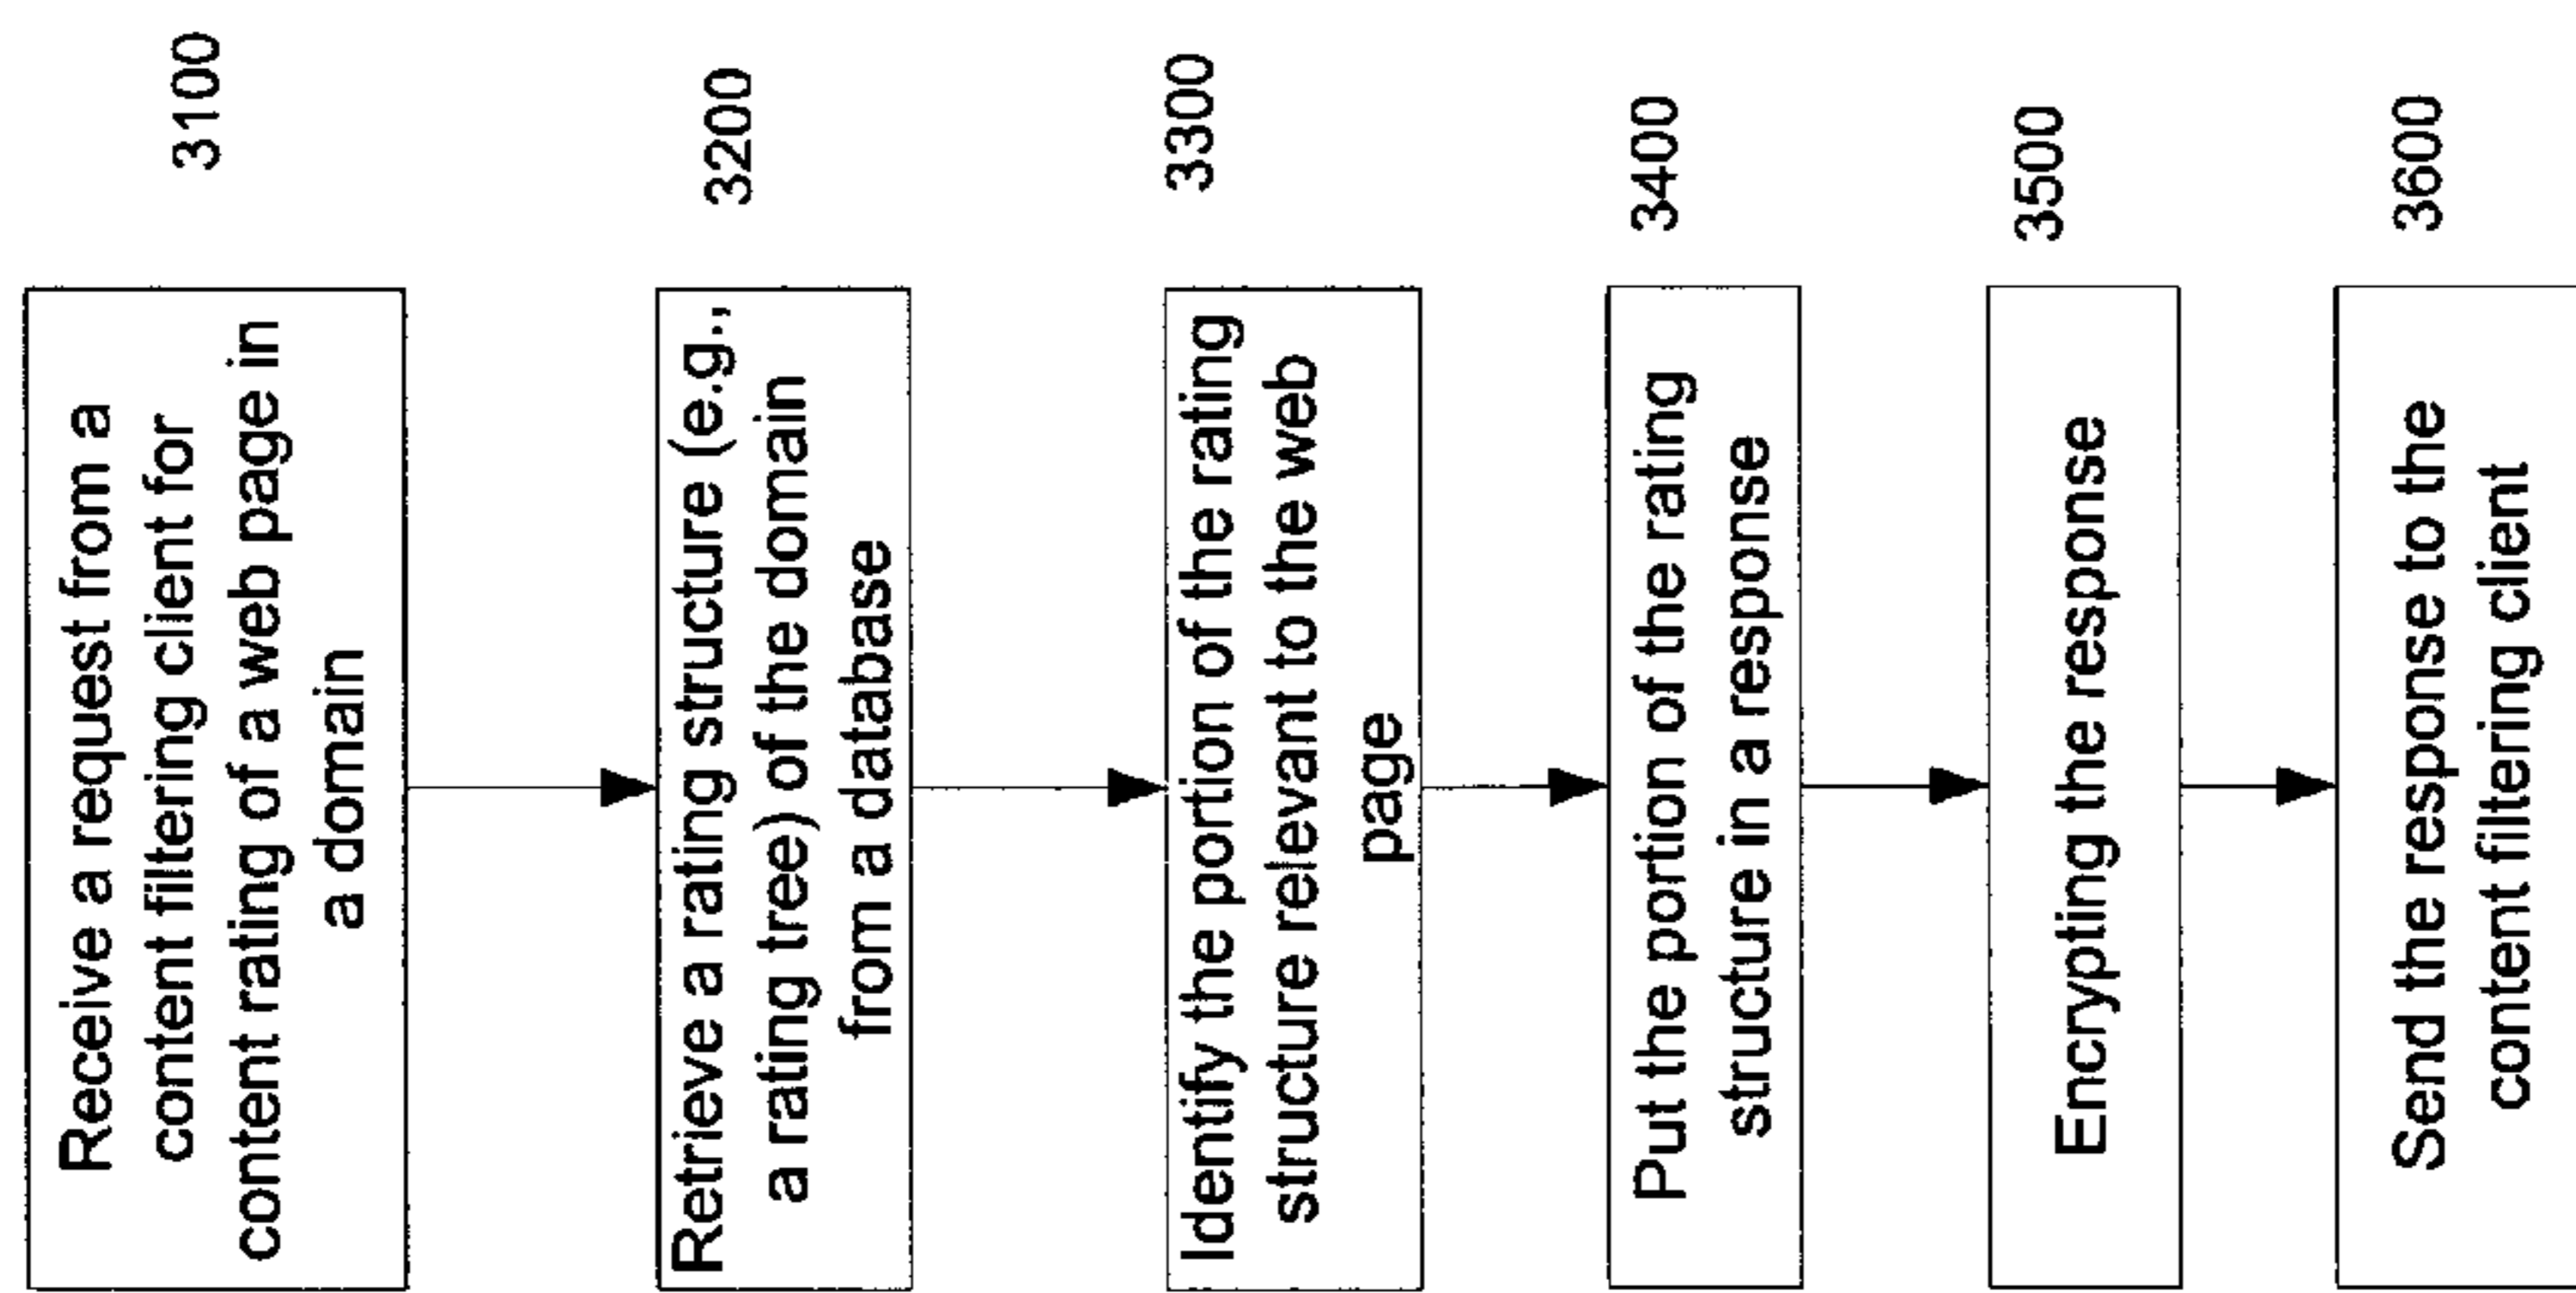 Receive a request from a
content filtering client for
content rating of a web page in
a domain
3100
Retrieve a rating structure (e.g.,
a rating tree) of the domain
from a database
3200
Identify the portion of the rating
structure relevant to the web
page
3300
Put the portion of the rating
structure in a response
3400
Encrypting the response
3500
Send the response to the
content filtering client
3600